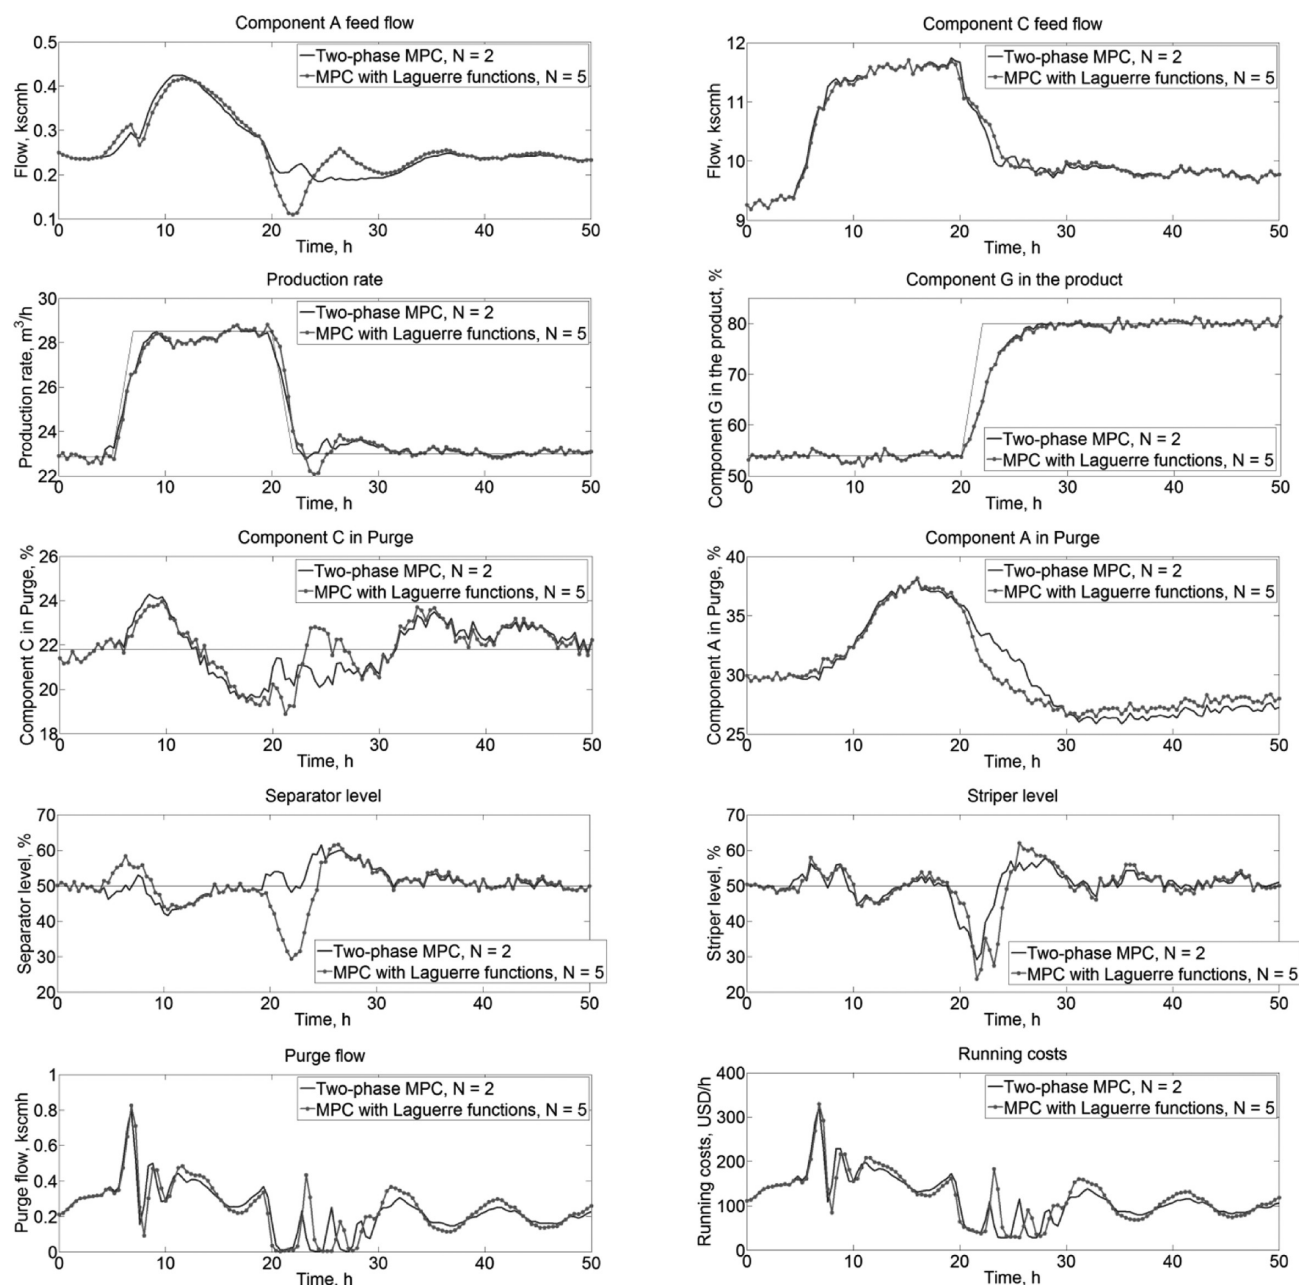 Component A feed flow
0.5
0.4
0.3
0.2
0.1
Flow, kscmh
Two-phase MPC, N = 2
MPC with Laguerre functions, N = 5
0 10 20 30 40 50
Time, h
Component C feed flow
12
11
10
9
Flow, kscmh
Two-phase MPC, N = 2
MPC with Laguerre functions, N = 5
0 10 20 30 40 50
Time, h
Production rate
30
28
26
24
22
Production rate, m³/h
Two-phase MPC, N = 2
MPC with Laguerre functions, N = 5
0 10 20 30 40 50
Time, h
Component G in the product
80
70
60
50
Component G in the product, %
Two-phase MPC, N = 2
MPC with Laguerre functions, N = 5
0 10 20 30 40 50
Time, h
Component C in Purge
26
24
22
20
18
Component C in Purge, %
Two-phase MPC, N = 2
MPC with Laguerre functions, N = 5
0 10 20 30 40 50
Time, h
Component A in Purge
40
35
30
25
Component A in Purge, %
Two-phase MPC, N = 2
MPC with Laguerre functions, N = 5
0 10 20 30 40 50
Time, h
Separator level
70
60
50
40
30
20
Separator level, %
Two-phase MPC, N = 2
MPC with Laguerre functions, N = 5
0 10 20 30 40 50
Time, h
Striper level
70
60
50
40
30
20
Striper level, %
Two-phase MPC, N = 2
MPC with Laguerre functions, N = 5
0 10 20 30 40 50
Time, h
Purge flow
1
0.8
0.6
0.4
0.2
0
Purge flow, kscmh
Two-phase MPC, N = 2
MPC with Laguerre functions, N = 5
0 10 20 30 40 50
Time, h
Running costs
400
300
200
100
0
Running costs, USD/h
Two-phase MPC, N = 2
MPC with Laguerre functions, N = 5
0 10 20 30 40 50
Time, h